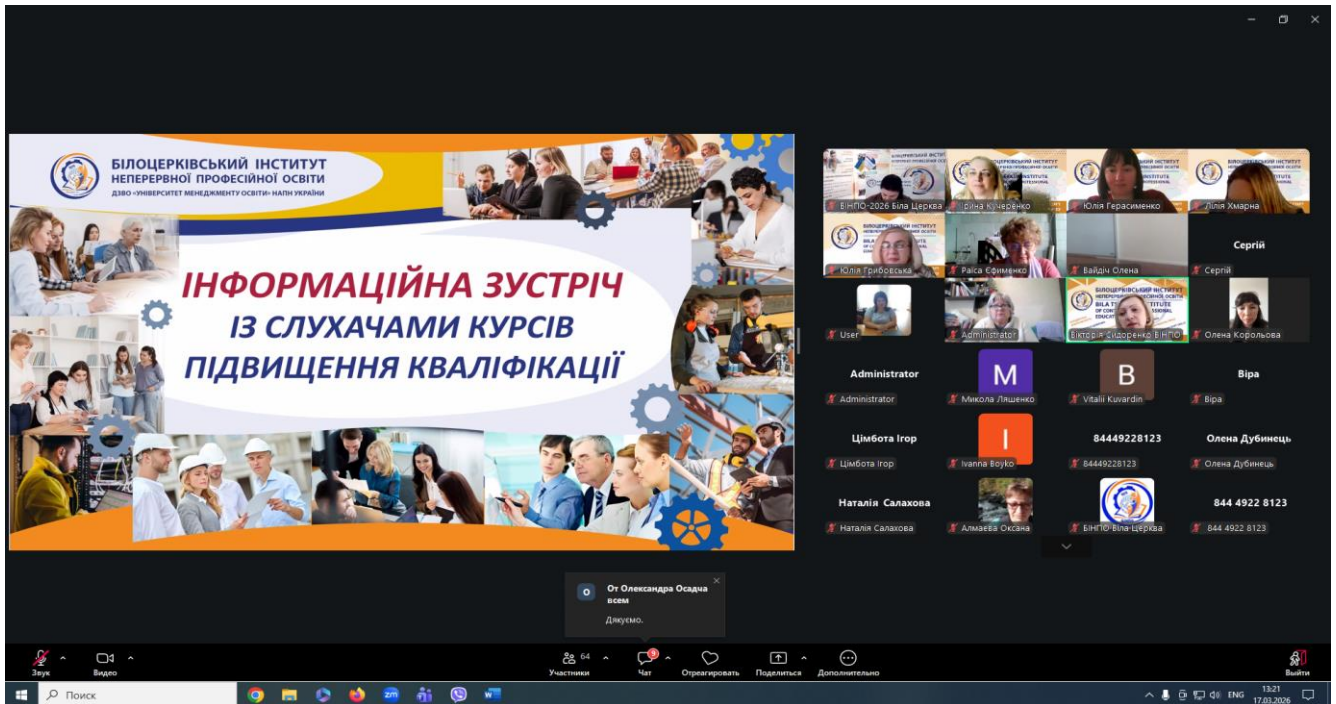 БІЛОЦЕРКІВСЬКИЙ ІНСТИТУТ
НЕПЕРЕРВНОЇ ПРОФЕСІЙНОЇ ОСВІТИ
ДЗВО «УНІВЕРСИТЕТ МЕНЕДЖМЕНТУ ОСВІТИ» НАПН УКРАЇНИ
ІНФОРМАЦІЙНА ЗУСТРІЧ
ІЗ СЛУХАЧАМИ КУРСІВ
ПІДВИЩЕННЯ КВАЛІФІКАЦІЇ
БІНПО-2026 Біла Церква
Ірина Кучеренко
Юлія Герасименко
Лілія Хмарна
Юлія Грибовська
Раїса Єфименко
Вайдіч Олена
Сергій
Сергій
User
Administrator
Вікторія Сидоренко БІНПО
Олена Корольова
Administrator
Administrator
М
Микола Ляшенко
В
Vitalii Kuvardin
Віра
Віра
Цімбота Ігор
Цімбота Ігор
I
Ivanna Boyko
84449228123
84449228123
Олена Дубинець
Олена Дубинець
Наталія Салахова
Наталія Салахова
Алмаєва Оксана
БІНПО Біла Церква
844 4922 8123
844 4922 8123
О
От Олександра Осадча
всем
Дякуємо.
Звук
Видео
64
Участники
9
Чат
Отреагировать
Поделиться
Дополнительно
Выйти
Поиск
zm
ENG
13:21
17.03.2026